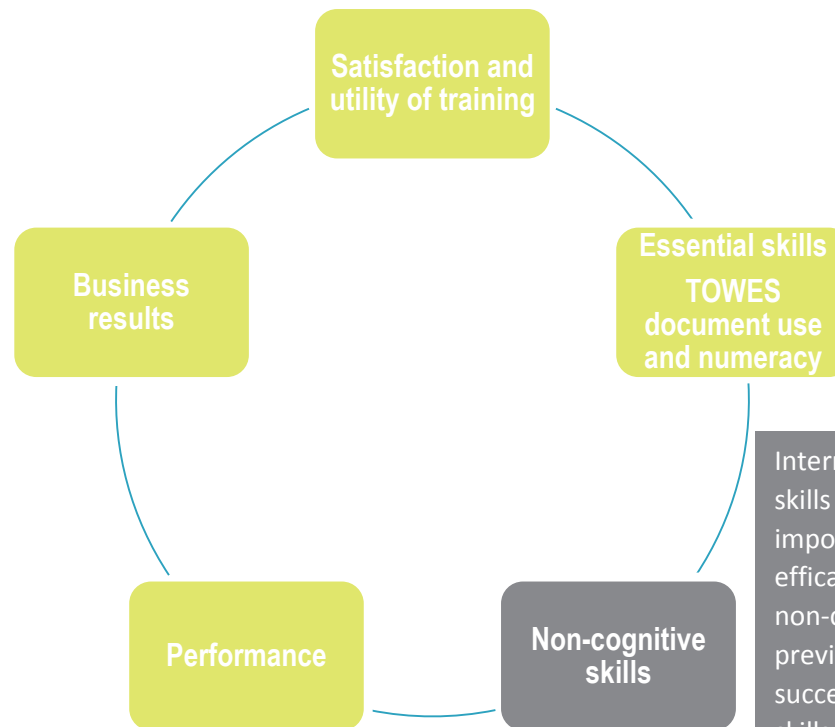 Satisfaction and
utility of training
Essential skills
TOWES
document use
and numeracy
Business
results
Performance
Non-cognitive
skills
skills
non-